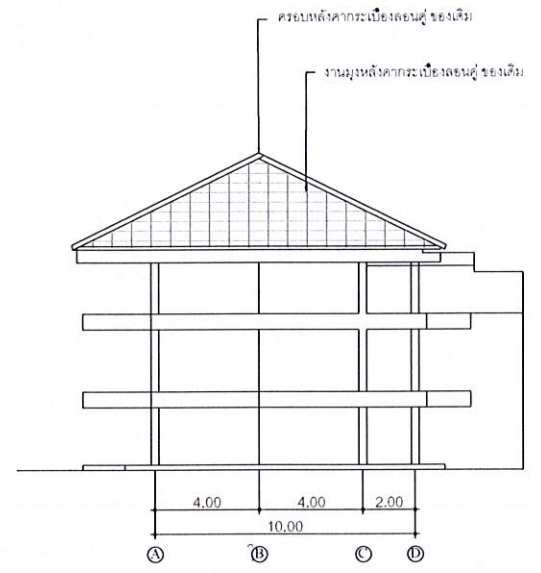 ครอบหลังคากระเบื้องลอนคู่ ของเดิม
งานมุงหลังคากระเบื้องลอนคู่ ของเดิม
4.00 4.00 2.00
10.00
A B C D